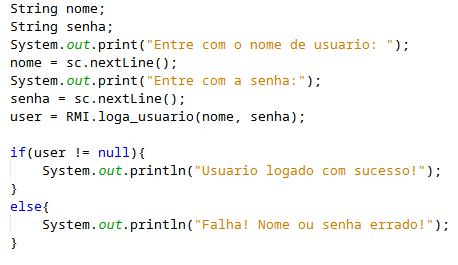 String nome;
String senha;
System.out.print("Entre com o nome de usuario: ");
nome = sc.nextLine();
System.out.print("Entre com a senha:");
senha = sc.nextLine();
user = RMI.loga_usuario(nome, senha);

if(user != null){
    System.out.println("Usuario logado com sucesso!");
}
else{
    System.out.println("Falha! Nome ou senha errado!");
}